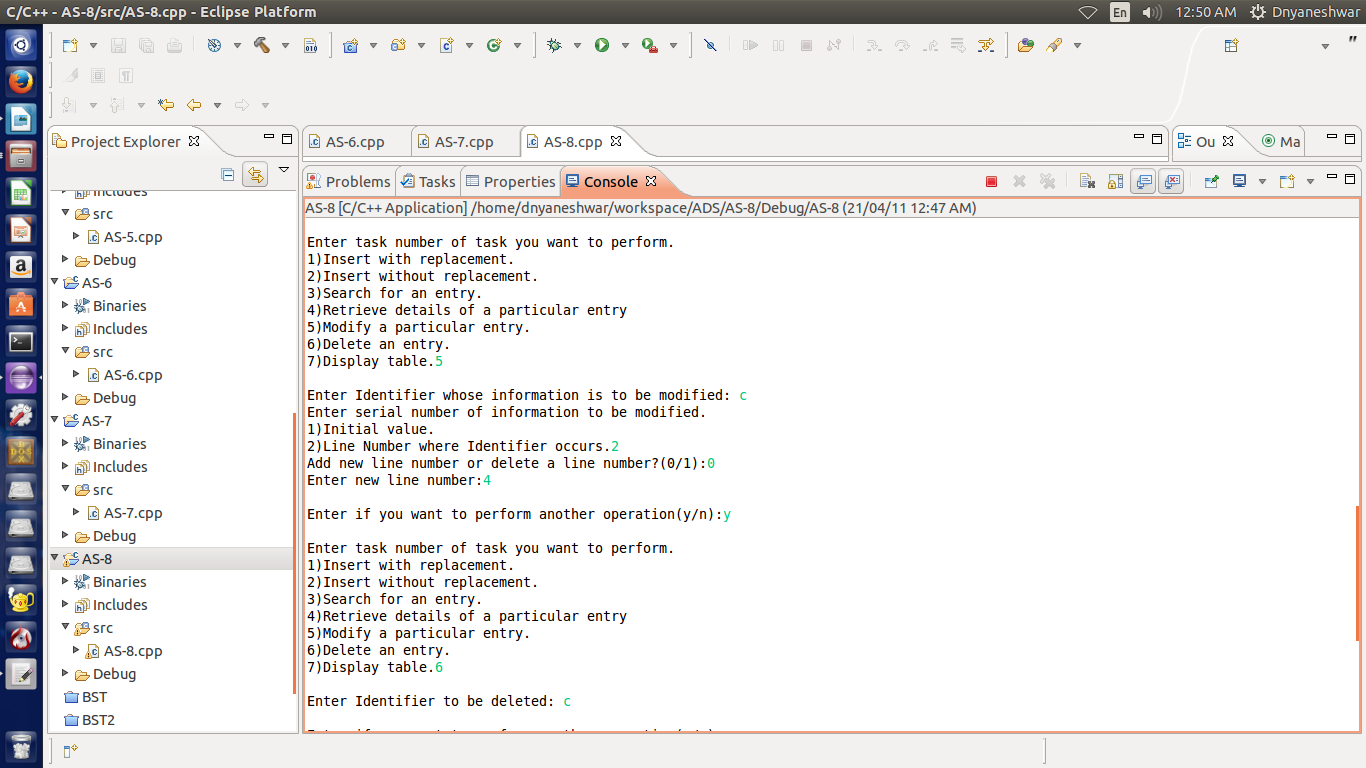 C/C++ - AS-8/src/AS-8.cpp - Eclipse Platform
En
12:50 AM
Dnyaneshwar
Project Explorer
Includes
src
AS-5.cpp
Debug
AS-6
Binaries
Includes
src
AS-6.cpp
Debug
AS-7
Binaries
Includes
src
AS-7.cpp
Debug
AS-8
Binaries
Includes
src
AS-8.cpp
Debug
BST
BST2
AS-6.cpp
AS-7.cpp
AS-8.cpp
Ou
Ma
Problems
Tasks
Properties
Console
AS-8 [C/C++ Application] /home/dnyaneshwar/workspace/ADS/AS-8/Debug/AS-8 (21/04/11 12:47 AM)
Enter task number of task you want to perform.
1)Insert with replacement.
2)Insert without replacement.
3)Search for an entry.
4)Retrieve details of a particular entry
5)Modify a particular entry.
6)Delete an entry.
7)Display table.5
Enter Identifier whose information is to be modified: c
Enter serial number of information to be modified.
1)Initial value.
2)Line Number where Identifier occurs.2
Add new line number or delete a line number?(0/1):0
Enter new line number:4
Enter if you want to perform another operation(y/n):y
Enter task number of task you want to perform.
1)Insert with replacement.
2)Insert without replacement.
3)Search for an entry.
4)Retrieve details of a particular entry
5)Modify a particular entry.
6)Delete an entry.
7)Display table.6
Enter Identifier to be deleted: c